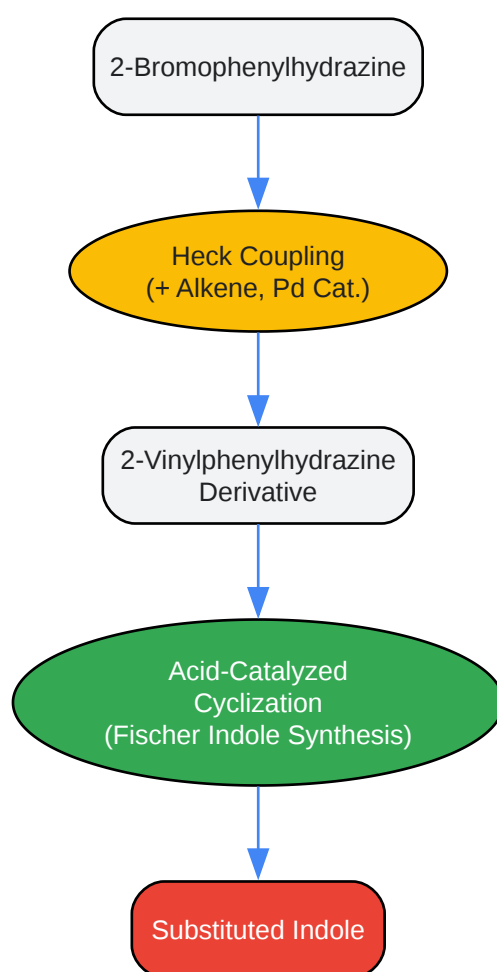 2-Bromophenylhydrazine
Heck Coupling
(+ Alkene, Pd Cat.)
2-Vinylphenylhydrazine
Derivative
Acid-Catalyzed
Cyclization
(Fischer Indole Synthesis)
Substituted Indole